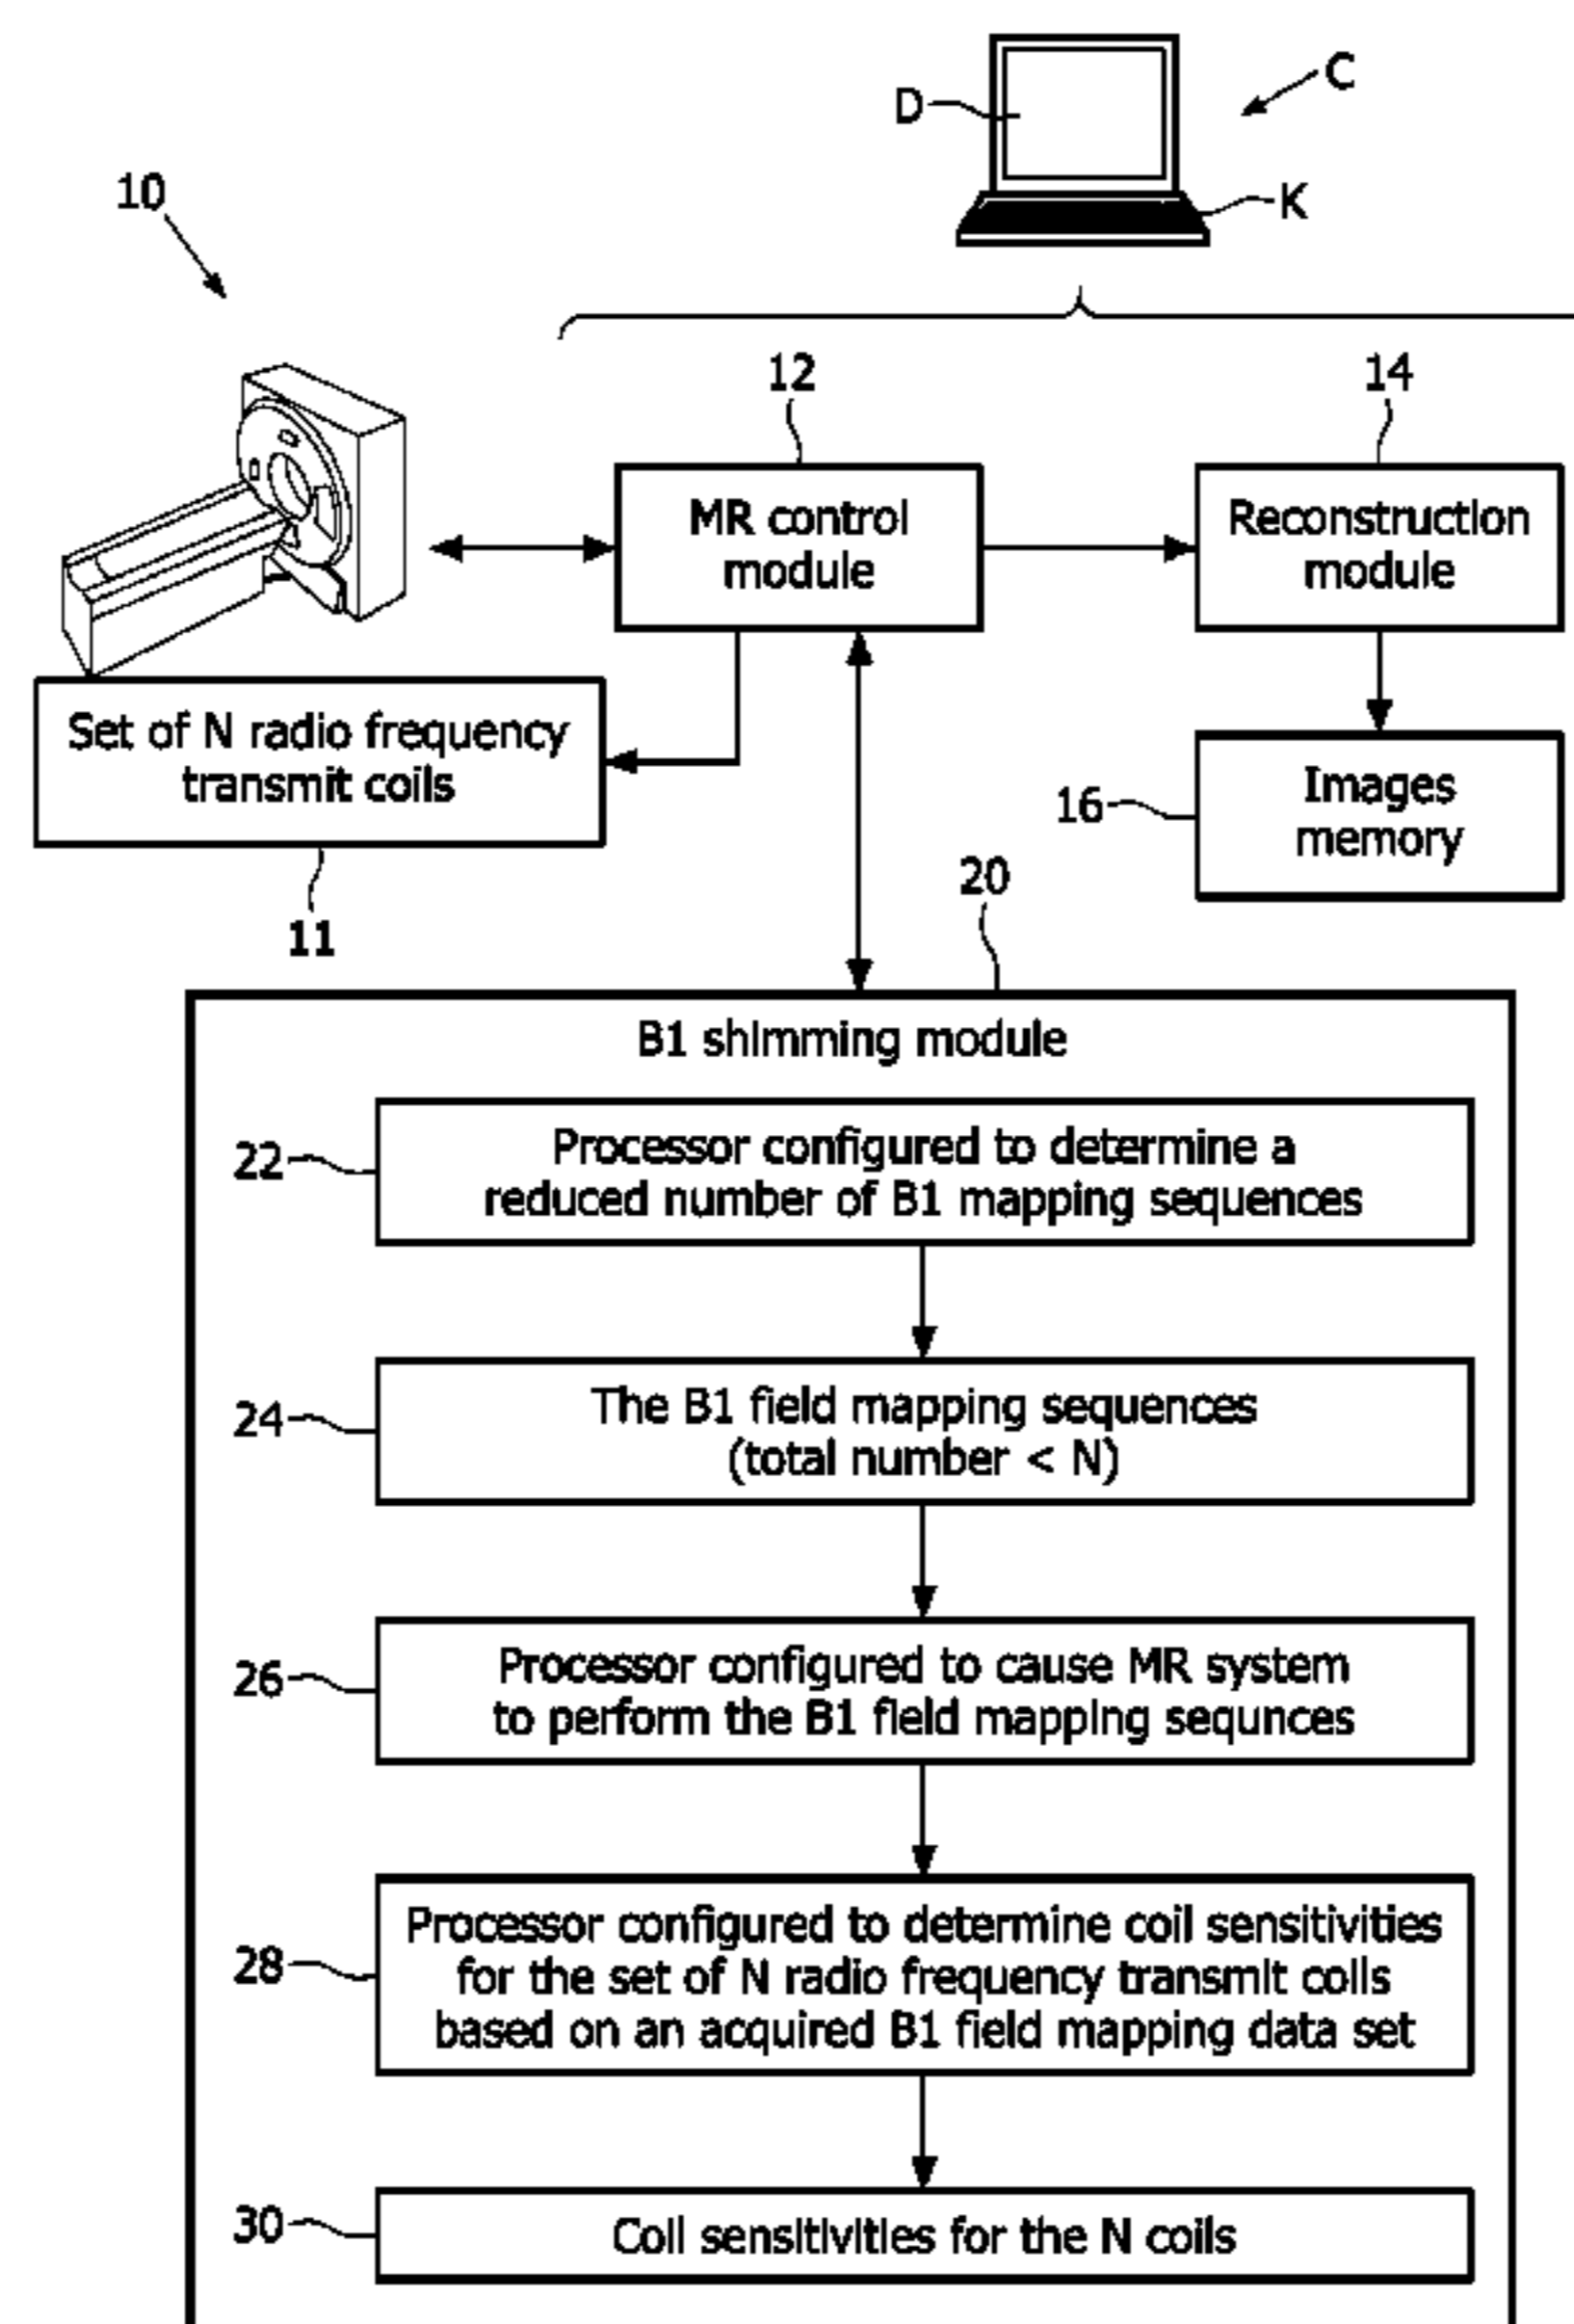 C
D
K
10
12
14
MR control
module
Reconstruction
module
Set of N radio frequency
transmit coils
11
16
Images
memory
20
B1 shimming module
22
Processor configured to determine a
reduced number of B1 mapping sequences
24
The B1 field mapping sequences
(total number < N)
26
Processor configured to cause MR system
to perform the B1 field mapping sequnces
28
Processor configured to determine coil sensitivities
for the set of N radio frequency transmit coils
based on an acquired B1 field mapping data set
30
Coil sensitivities for the N coils